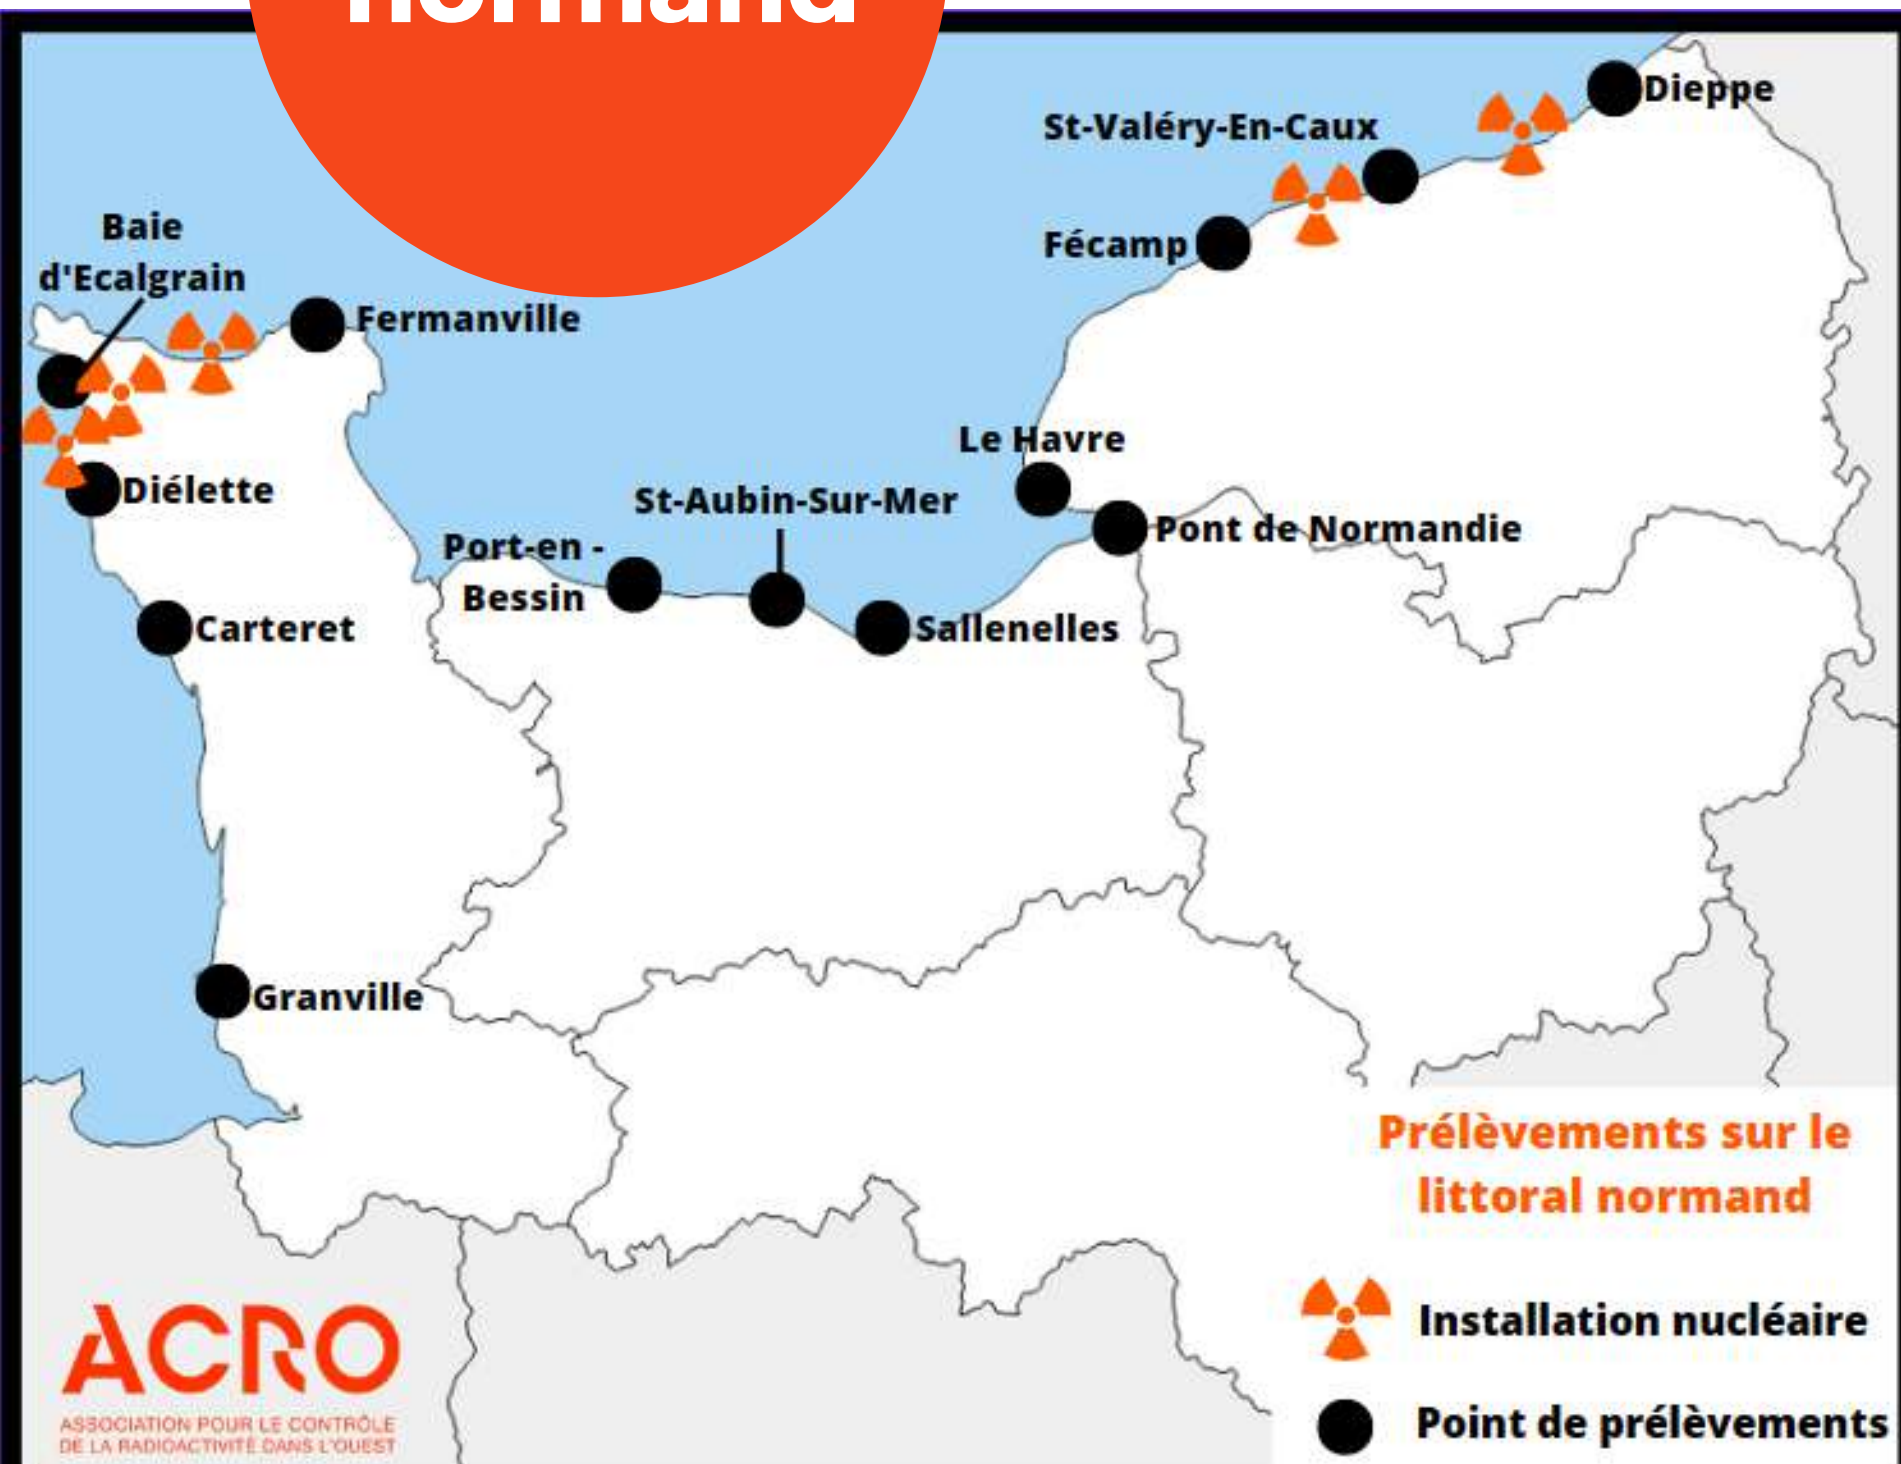 normand
Dieppe
St-Valéry-En-Caux
Fécamp
Baie
d'Ecalgrain
Fermanville
Le Havre
Diélette
St-Aubin-Sur-Mer
Pont de Normandie
Port-en -
Bessin
Carteret
Sallenelles
Granville
Prélèvements sur le
littoral normand
Installation nucléaire
Point de prélèvements
ACRO
ASSOCIATION POUR LE CONTRÔLE
DE LA RADIOACTIVITÉ DANS L'OUEST